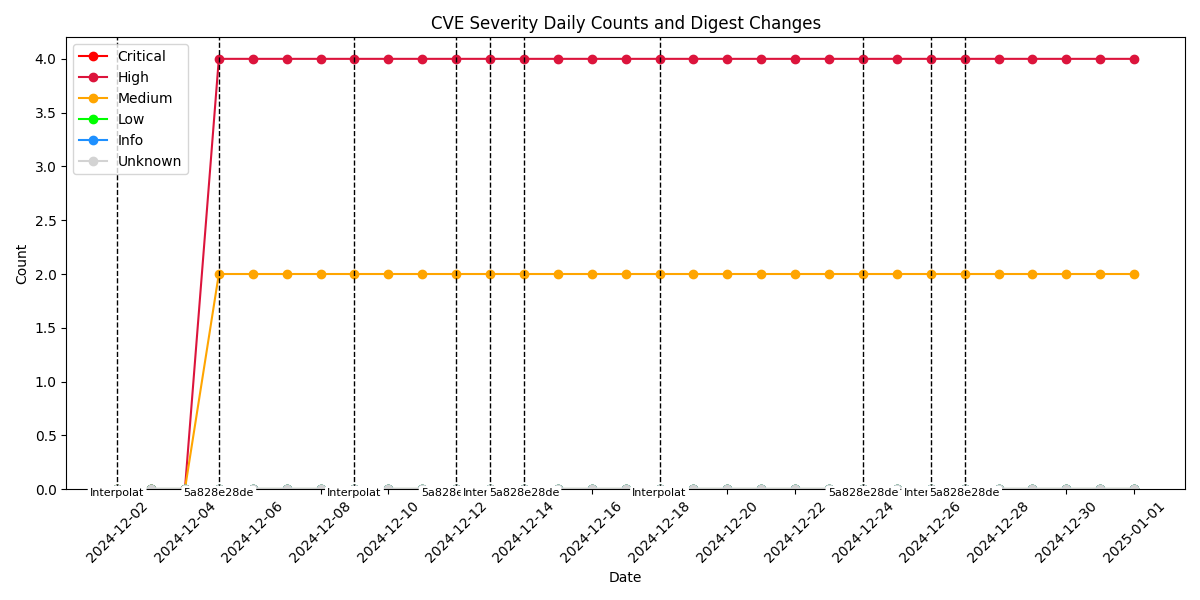 CVE Severity Daily Counts and Digest Changes
Critical
High
Medium
Low
Info
Unknown
Count
4.0
3.5
3.0
2.5
2.0
1.5
1.0
0.5
0.0
Interpolat
5a828e28de
Interpolat
5a828e
Inter
5a828e28de
Interpolat
5a828e28de
Inter
5a828e28de
2024-12-02
2024-12-04
2024-12-06
2024-12-08
2024-12-10
2024-12-12
2024-12-14
2024-12-16
2024-12-18
2024-12-20
2024-12-22
2024-12-24
2024-12-26
2024-12-28
2024-12-30
2025-01-01
Date